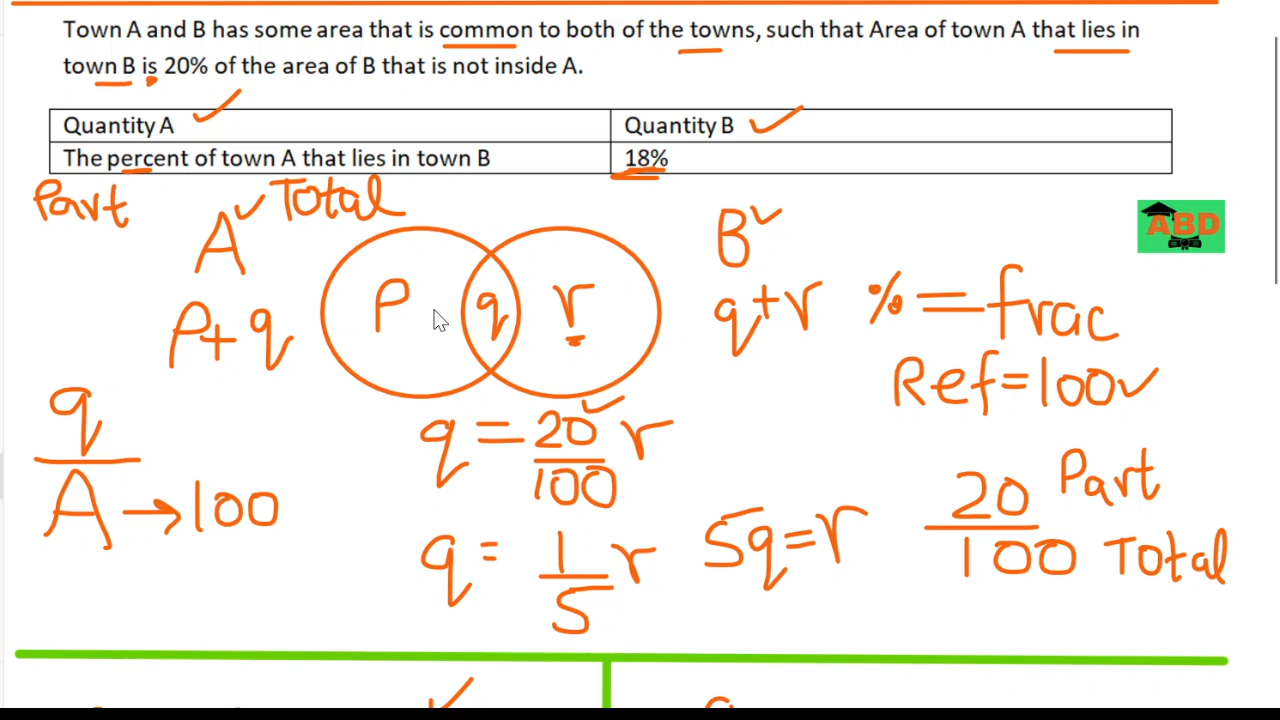 Town A and B has some area that is common to both of the towns, such that Area of town A that lies in
town B is 20% of the area of B that is not inside A.
Quantity A Quantity B
The percent of town A that lies in town B 18%
Part Total
A B
ABD
P+q P q r q+r % = frac
Ref=100
q/A → 100
q = 20/100 r
20/100 Part Total
q = 1/5 r 5q=r